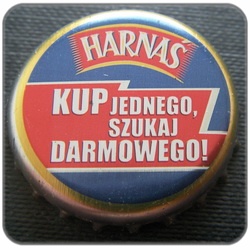 HARNAŚ
KUP JEDNEGO,
SZUKAJ
DARMOWEGO!